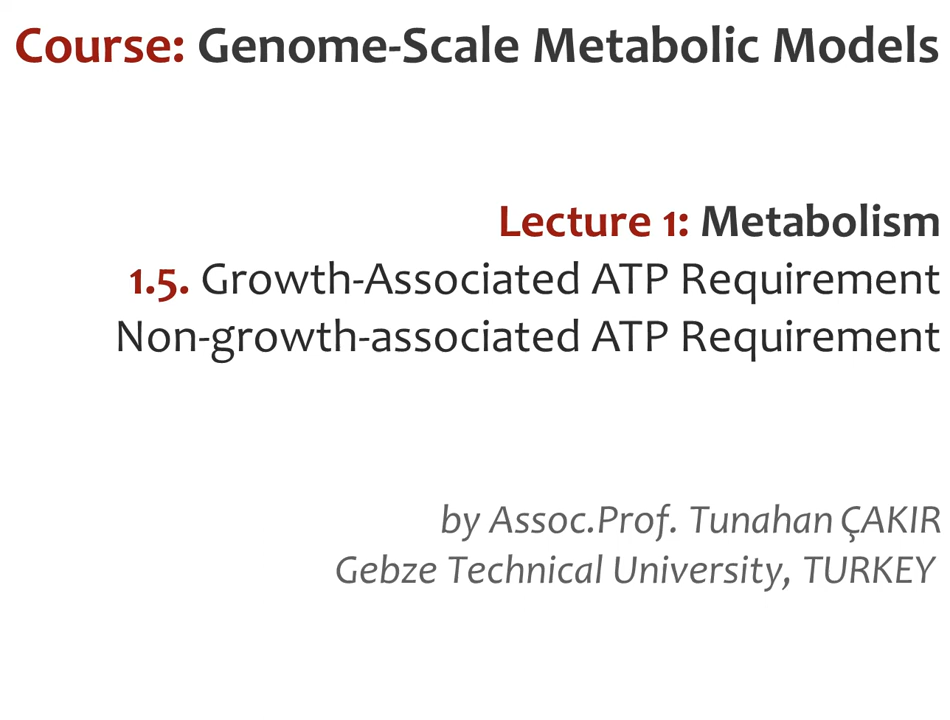 Course: Genome-Scale Metabolic Models
Lecture 1: Metabolism
1.5. Growth-Associated ATP Requirement
Non-growth-associated ATP Requirement
by Assoc.Prof. Tunahan ÇAKIR
Gebze Technical University, TURKEY